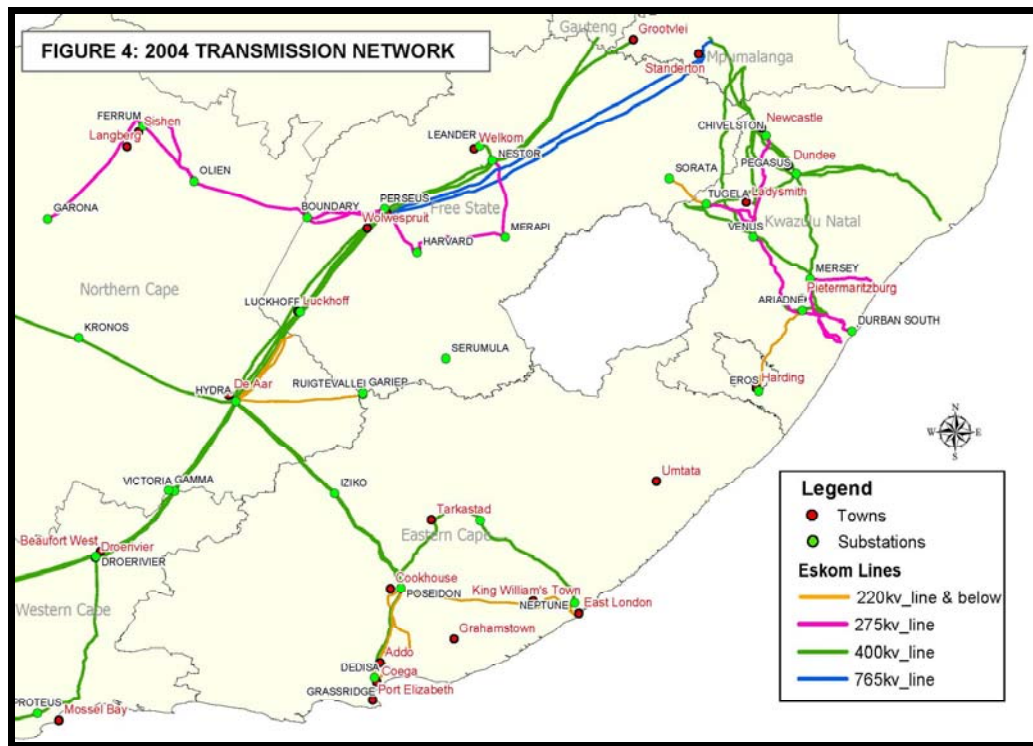 FIGURE 4: 2004 TRANSMISSION NETWORK
Gauteng
Grootvlei
Mpumalanga
Standerton
FERRUM
Sishen
Langberg
LEANDER
Welkom
NESTOR
CHIVELSTON
Newcastle
OLIEN
PEGASUS
Dundee
SORATA
GARONA
BOUNDARY
PERSEUS
Free State
Wolwespruit
TUGELA
Ladysmith
Kwazulu Natal
VENUS
HARVARD
MERAPI
MERSEY
Pietermaritzburg
Northern Cape
LUCKHOFF
Luckhoff
ARIADNE
DURBAN SOUTH
KRONOS
SERUMULA
HYDRA
De Aar
RUIGTEVALLEI
GARIEP
EROS
Harding
N
W
E
S
VICTORIA
GAMMA
IZIKO
Umtata
Tarkastad
Eastern Cape
Beaufort West
Droenvier
DROERIVIER
Cookhouse
POSEIDON
King William's Town
NEPTUNE
East London
Western Cape
Grahamstown
Addo
DEDISA
Coega
GRASSRIDGE
Port Elizabeth
PROTEUS
Mossel Bay
Legend
Towns
Substations
Eskom Lines
220kv_line & below
275kv_line
400kv_line
765kv_line